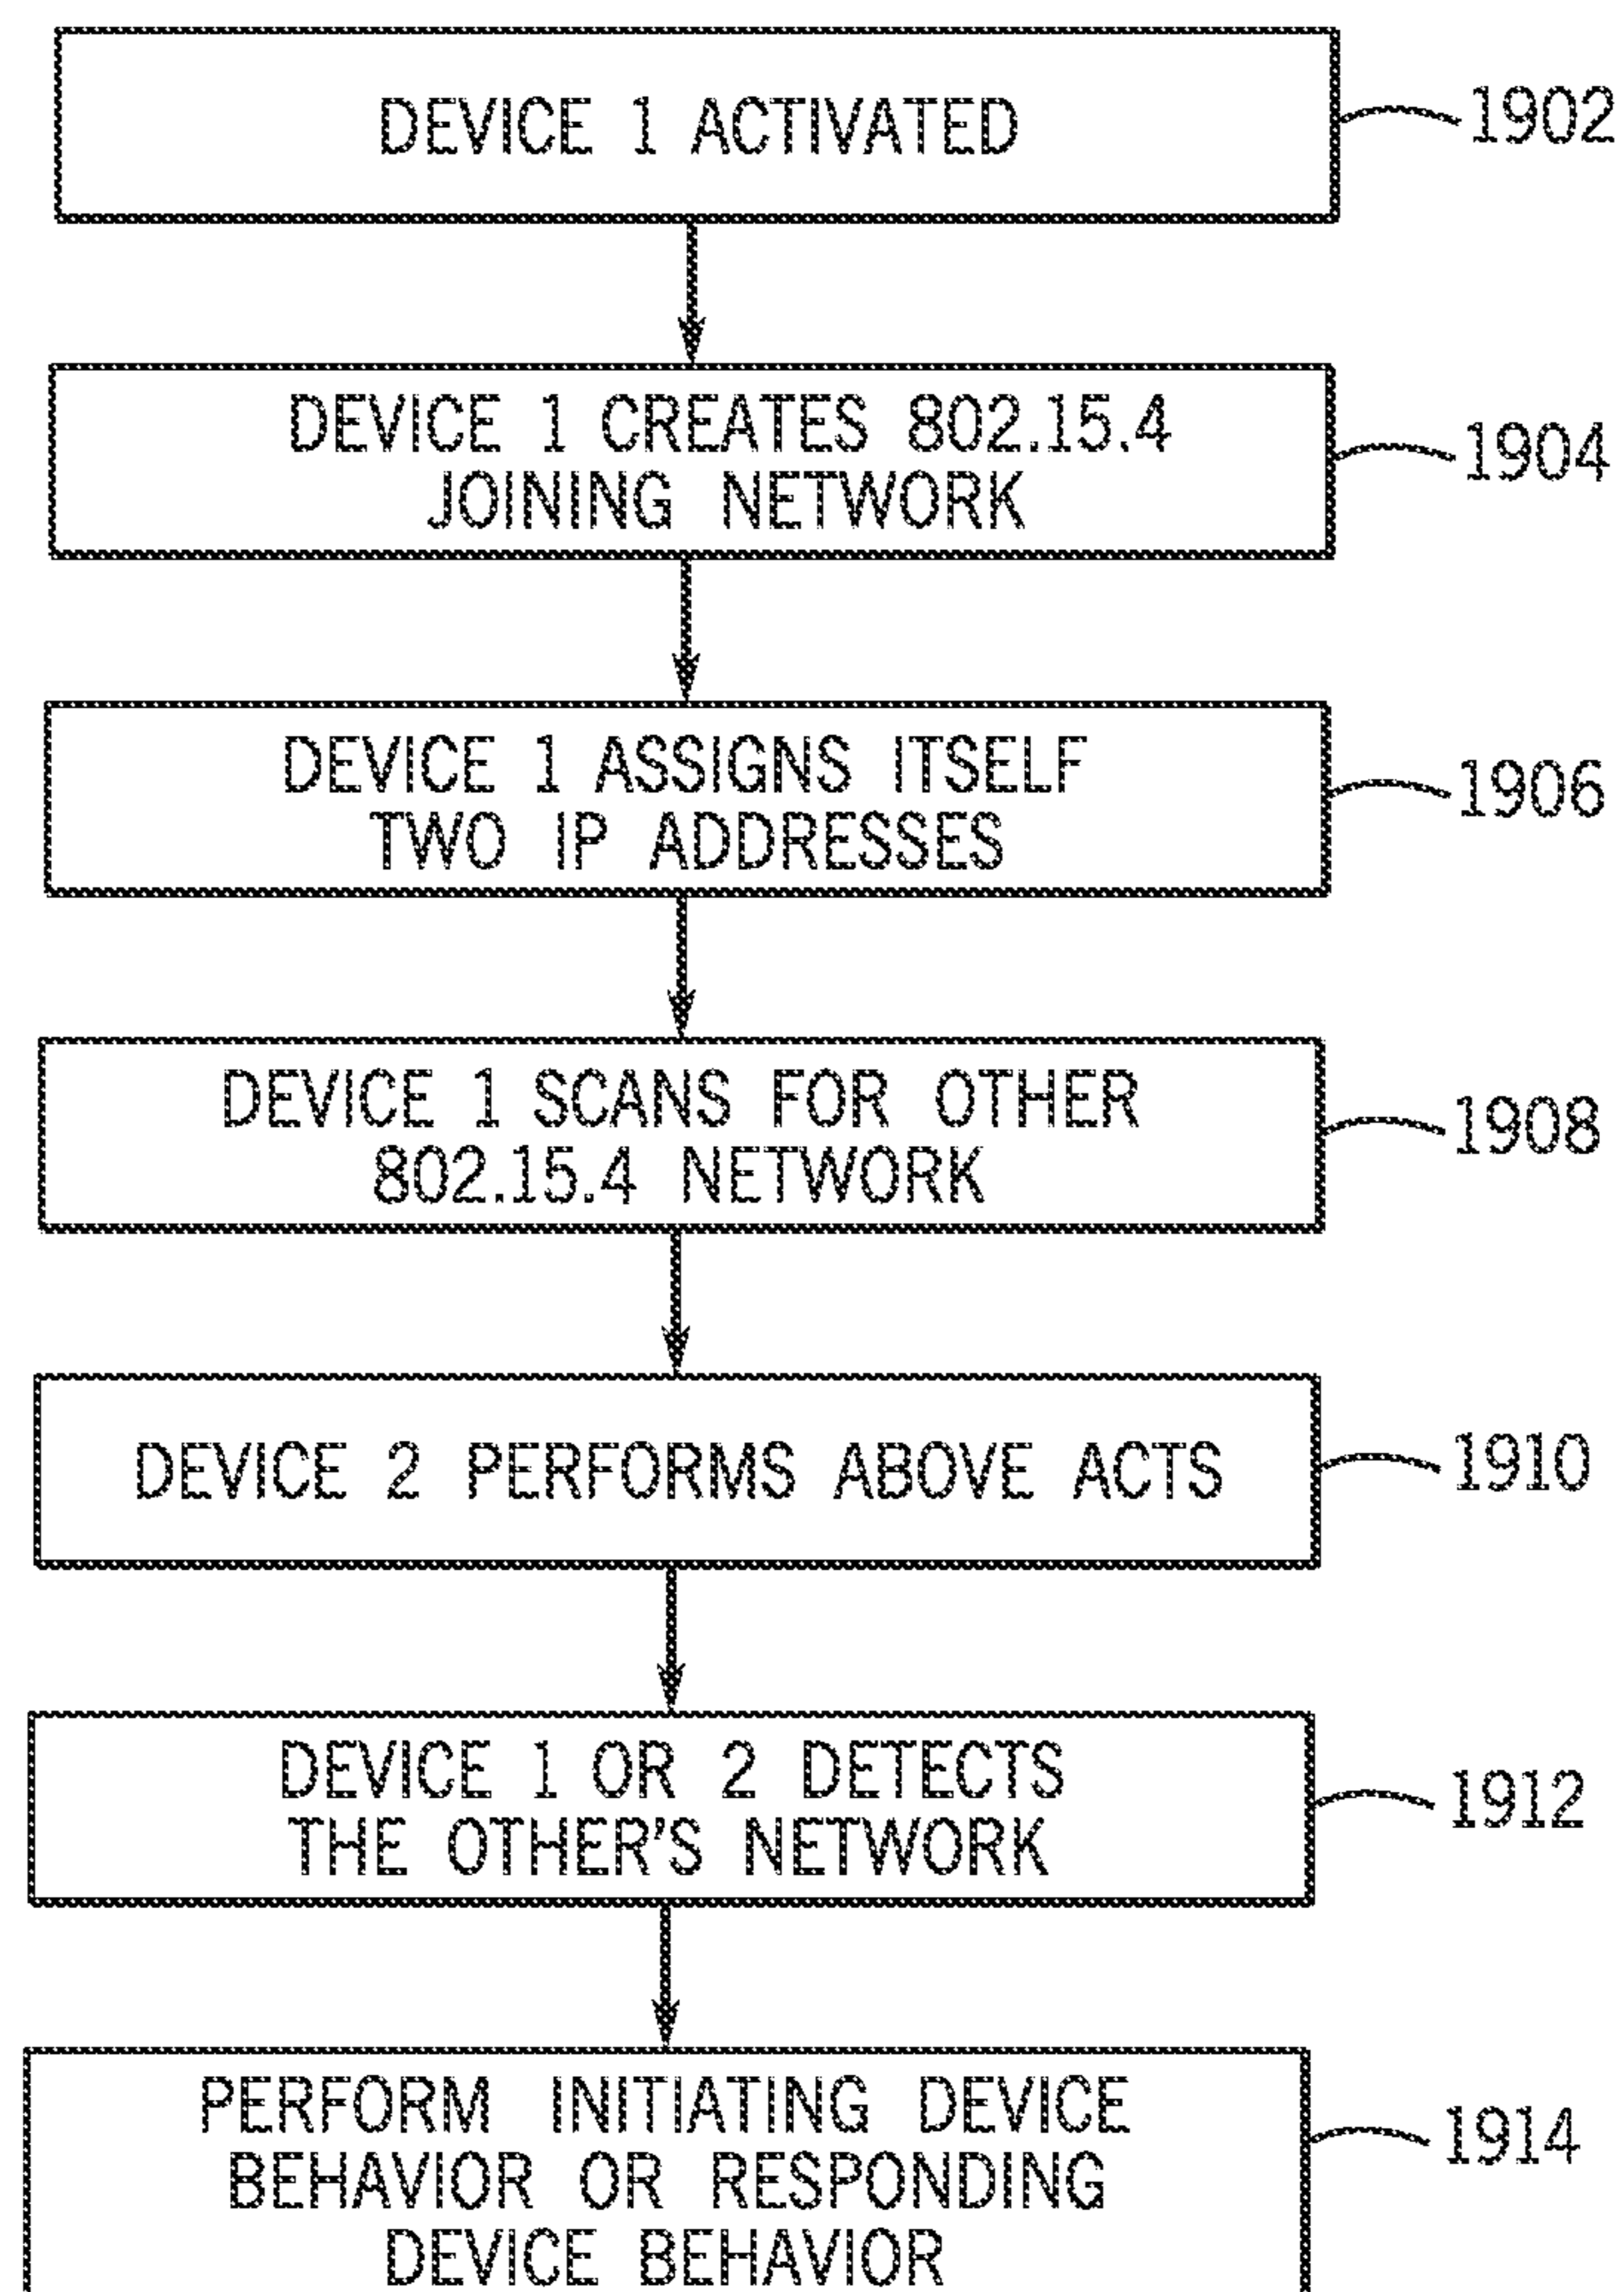 DEVICE 1 ACTIVATED
1902
DEVICE 1 CREATES 802.15.4
JOINING NETWORK
1904
DEVICE 1 ASSIGNS ITSELF
TWO IP ADDRESSES
1906
DEVICE 1 SCANS FOR OTHER
802.15.4 NETWORK
1908
DEVICE 2 PERFORMS ABOVE ACTS
1910
DEVICE 1 OR 2 DETECTS
THE OTHER'S NETWORK
1912
PERFORM INITIATING DEVICE
BEHAVIOR OR RESPONDING
DEVICE BEHAVIOR
1914